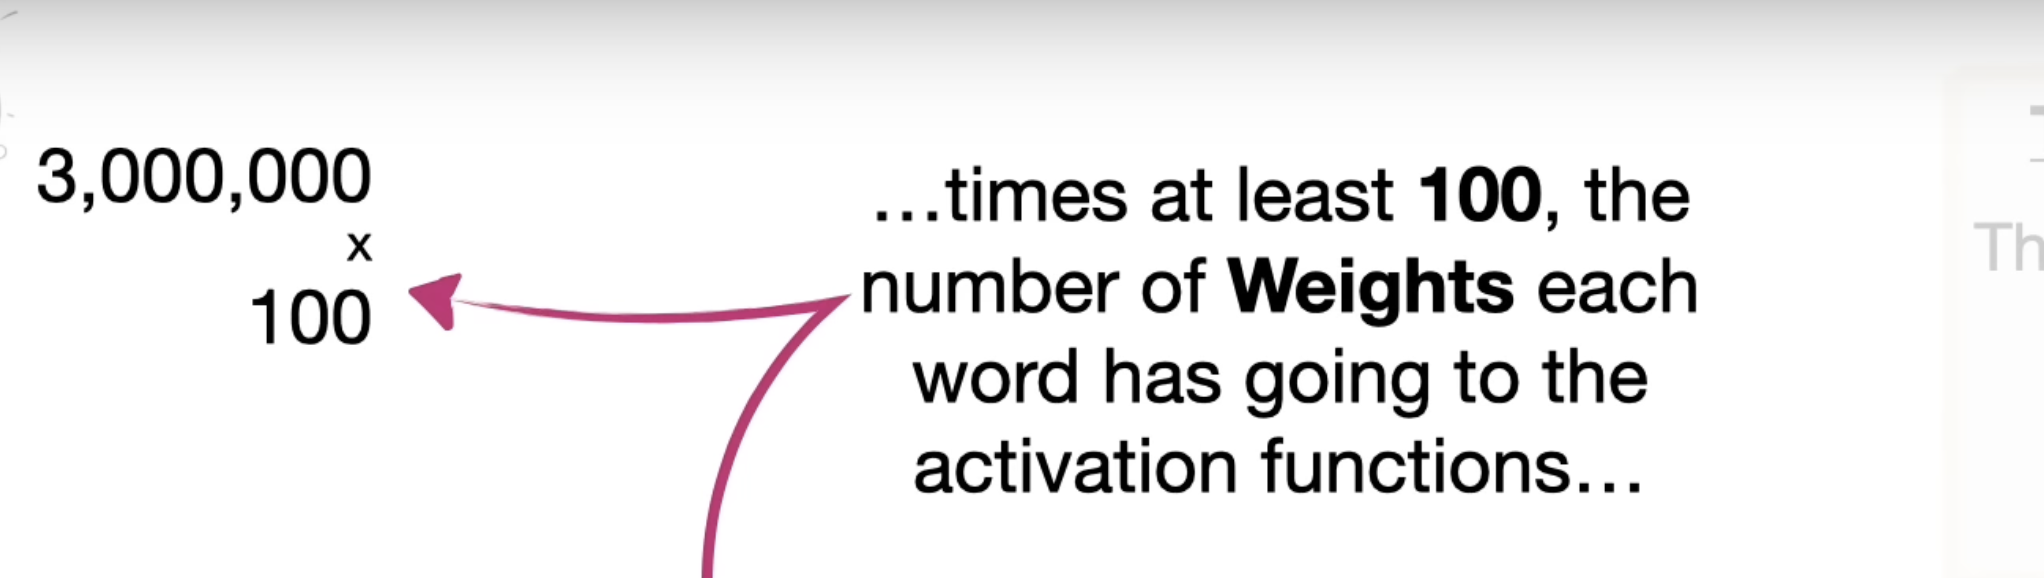 3,000,000
x
100
...times at least 100, the
number of Weights each
word has going to the
activation functions...
Th